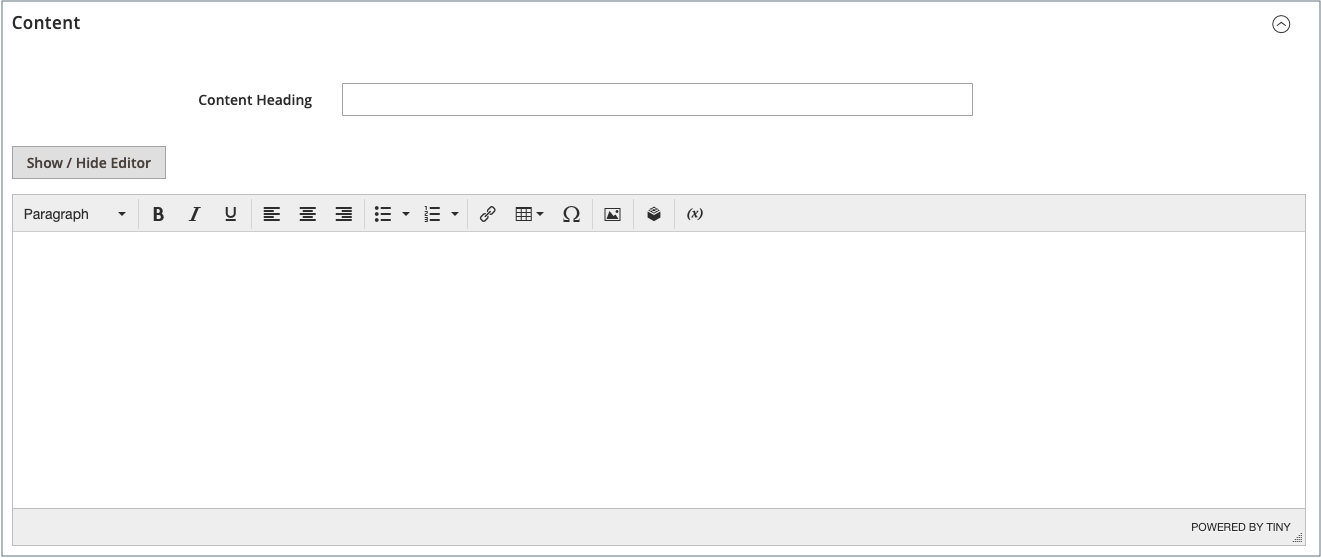 Content
Content Heading
Show / Hide Editor
Paragraph B I U Ω (x)
POWERED BY TINY